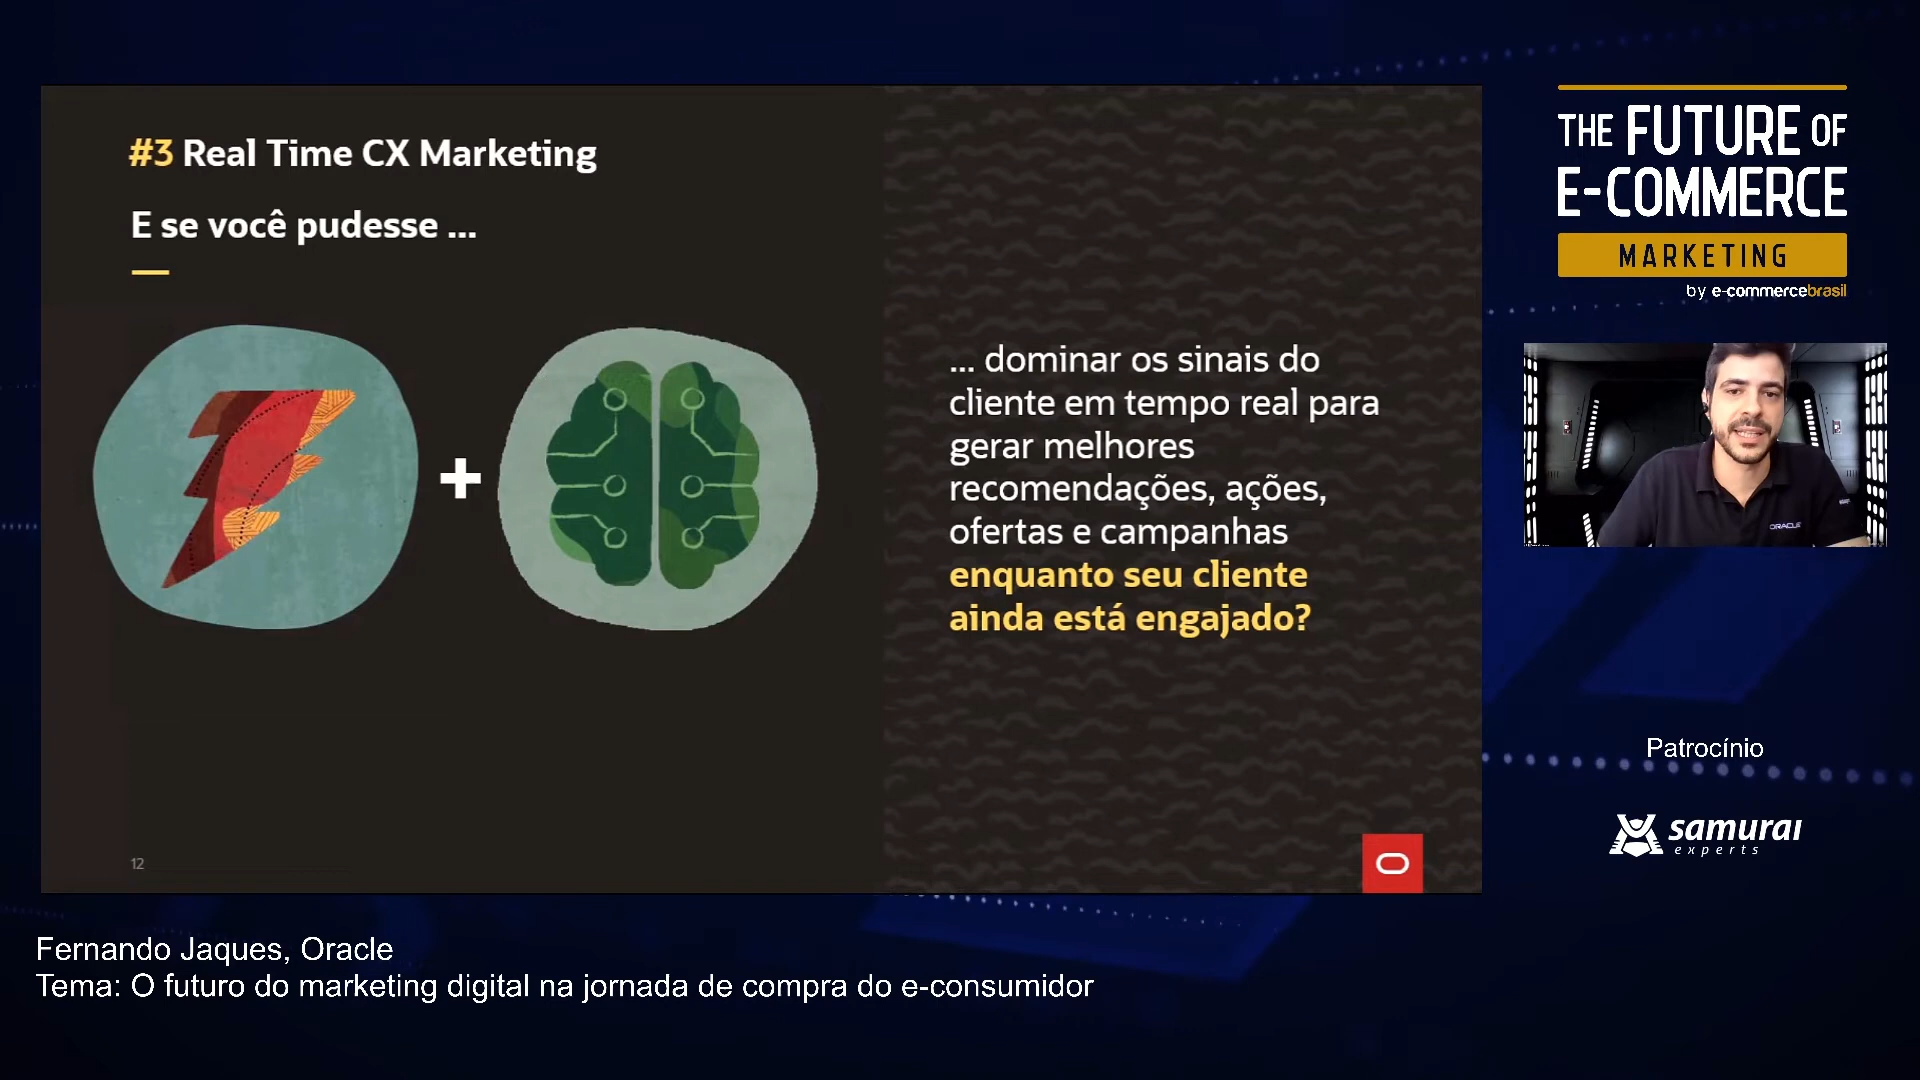 #3 Real Time CX Marketing
E se você pudesse ...
... dominar os sinais do
cliente em tempo real para
gerar melhores
recomendações, ações,
ofertas e campanhas
enquanto seu cliente
ainda está engajado?
12
THE FUTURE OF
E-COMMERCE
MARKETING
by e-commercebrasil
ORACLE
Patrocínio
samurai
experts
Fernando Jaques, Oracle
Tema: O futuro do marketing digital na jornada de compra do e-consumidor